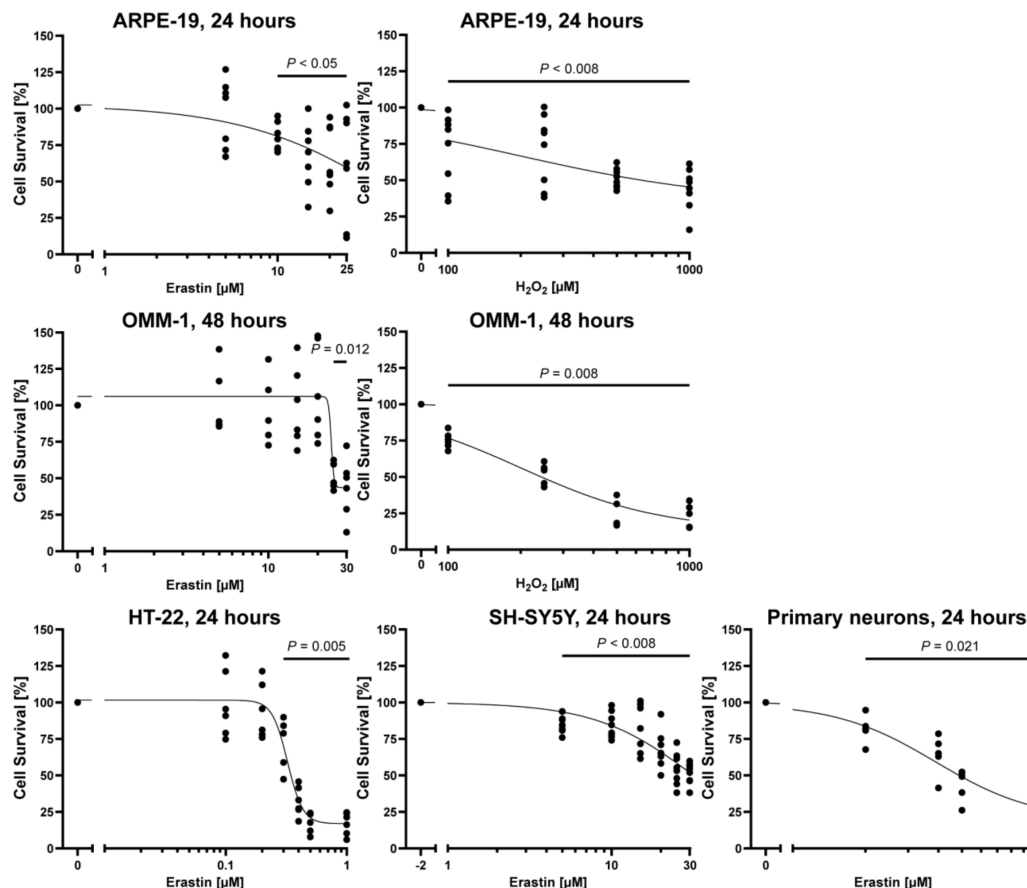 ARPE-19, 24 hours
Cell Survival [%]
150
125
100
75
50
25
0
P < 0.05
0
1
10
25
Erastin [µM]
ARPE-19, 24 hours
Cell Survival [%]
150
125
100
75
50
25
0
P < 0.008
0
100
1000
H₂O₂ [µM]
OMM-1, 48 hours
Cell Survival [%]
150
125
100
75
50
25
0
P = 0.012
0
1
10
30
Erastin [µM]
OMM-1, 48 hours
Cell Survival [%]
150
125
100
75
50
25
0
P = 0.008
0
100
1000
H₂O₂ [µM]
HT-22, 24 hours
Cell Survival [%]
150
125
100
75
50
25
0
P = 0.005
0
0.1
1
Erastin [µM]
SH-SY5Y, 24 hours
Cell Survival [%]
150
125
100
75
50
25
0
P < 0.008
-2
1
10
30
Erastin [µM]
Primary neurons, 24 hours
Cell Survival [%]
150
125
100
75
50
25
0
P = 0.021
0
Erastin [µM]